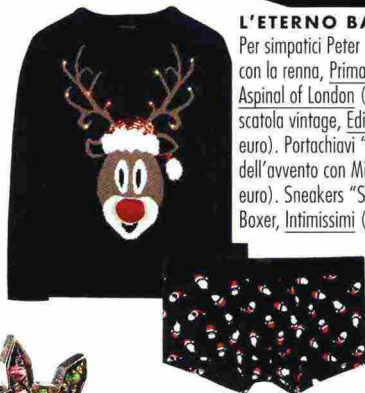 L'ETERNO BA
Per simpatici Peter
con la renna, Prima
Aspinal of London (
scatola vintage, Edi
euro). Portachiavi "
dell'avvento con Mi
euro). Sneakers "S
Boxer, Intimissimi (